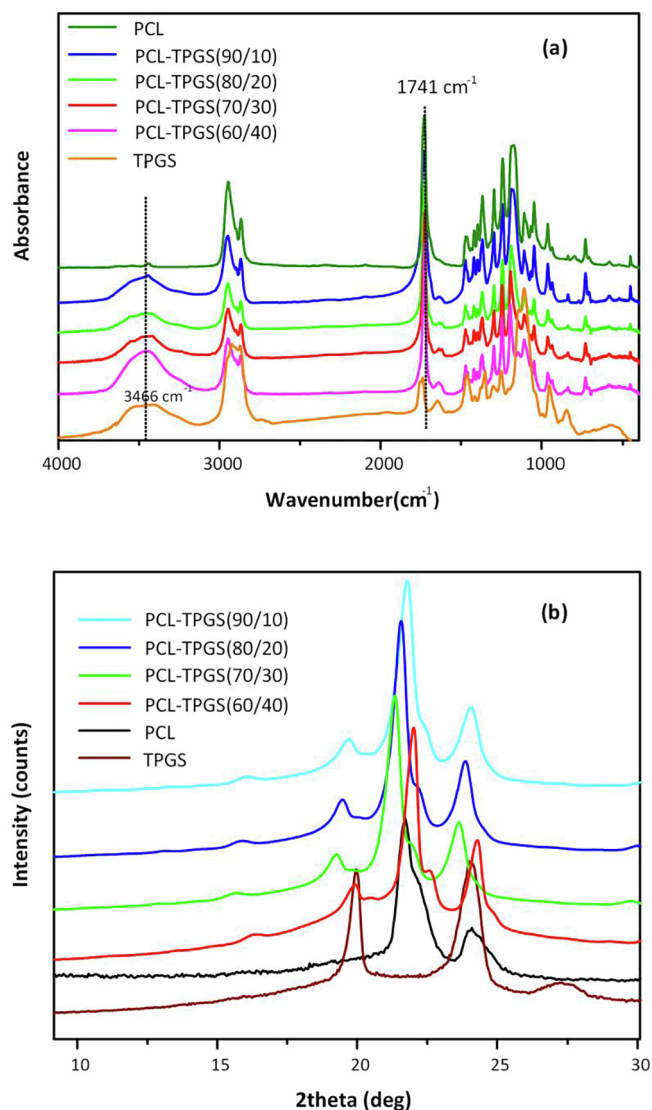 PCL
PCL-TPGS(90/10)
PCL-TPGS(80/20)
PCL-TPGS(70/30)
PCL-TPGS(60/40)
TPGS
(a)
1741 cm⁻¹
3466 cm⁻¹
Absorbance
4000 3000 2000 1000
Wavenumber(cm⁻¹)
PCL-TPGS(90/10)
PCL-TPGS(80/20)
PCL-TPGS(70/30)
PCL-TPGS(60/40)
PCL
TPGS
(b)
Intensity (counts)
10 15 20 25 30
2theta (deg)